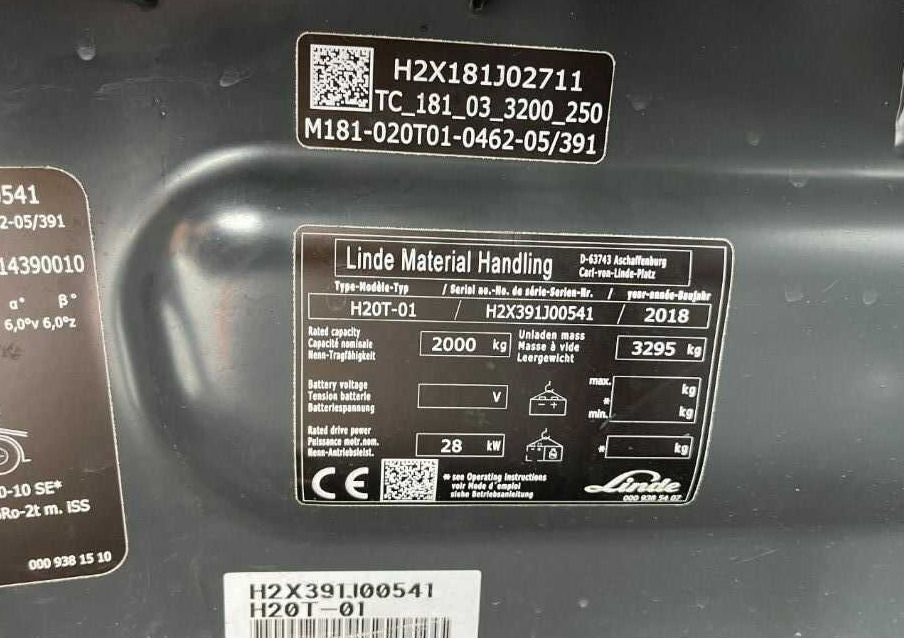 H2X181J02711
TC_181_03_3200_250
M181-020T01-0462-05/391
541
2-05/391
14390010
α° β°
6,0°v 6,0°z
0-10 SE*
Ro-2t m. iSS
000 938 15 10
Linde Material Handling
D-63743 Aschaffenburg
Carl-von-Linde-Platz
Type-Modèle-Typ / Serial no.-No. de série-Serien-Nr. / year-année-Baujahr
H20T-01 / H2X391J00541 / 2018
Rated capacity
Capacité nominale
Nenn-Tragfähigkeit
2000 kg
Unladen mass
Masse à vide
Leergewicht
3295 kg
Battery voltage
Tension batterie
Batteriespannung
V
- +
max. kg
*
min. kg
Rated drive power
Puissance motr.nom.
Nenn-Antriebsleist.
28 kW
* - kg
CE
* see Operating Instructions
voir Mode d'emploi
siehe Betriebsanleitung
Linde
000 938 54 07
H2X391J00541
H20T-01